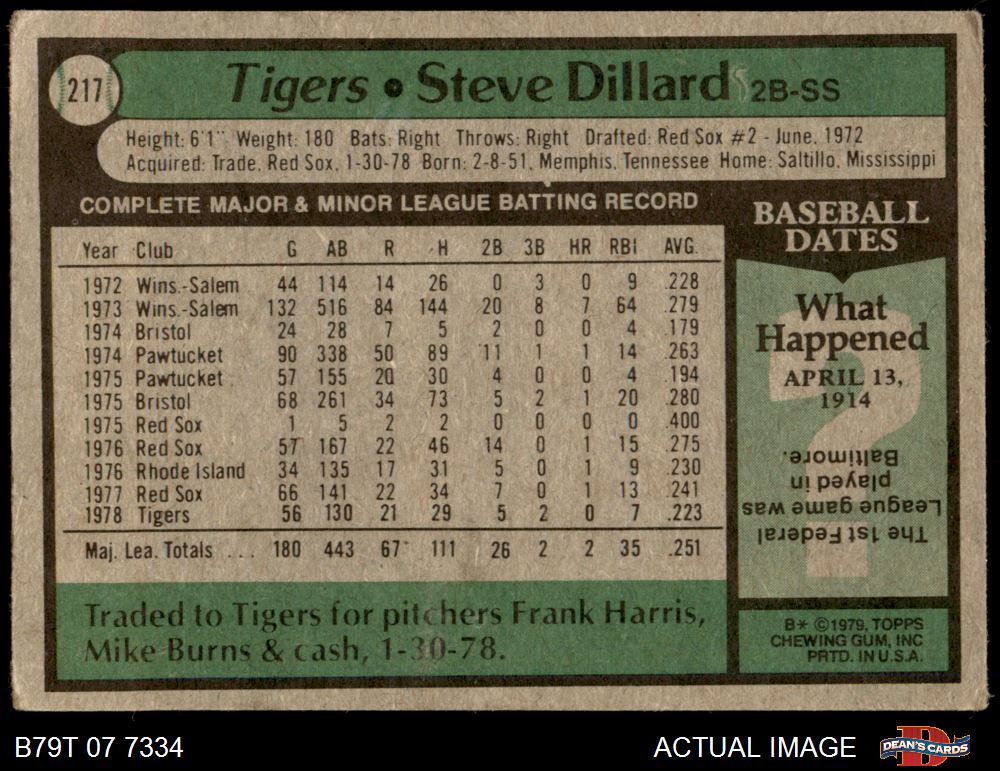 217
Tigers • Steve Dillard 2B-SS
Height: 6'1" Weight: 180 Bats: Right Throws: Right Drafted: Red Sox #2 - June, 1972
Acquired: Trade, Red Sox, 1-30-78 Born: 2-8-51, Memphis, Tennessee Home: Saltillo, Mississippi
COMPLETE MAJOR & MINOR LEAGUE BATTING RECORD
Year Club G AB R H 2B 3B HR RBI AVG.
1972 Wins.-Salem 44 114 14 26 0 3 0 9 .228
1973 Wins.-Salem 132 516 84 144 20 8 7 64 .279
1974 Bristol 24 28 7 5 2 0 0 4 .179
1974 Pawtucket 90 338 50 89 11 1 1 14 .263
1975 Pawtucket 57 155 20 30 4 0 0 4 .194
1975 Bristol 68 261 34 73 5 2 1 20 .280
1975 Red Sox 1 5 2 2 0 0 0 0 .400
1976 Red Sox 57 167 22 46 14 0 1 15 .275
1976 Rhode Island 34 135 17 31 5 0 1 9 .230
1977 Red Sox 66 141 22 34 7 0 1 13 .241
1978 Tigers 56 130 21 29 5 2 0 7 .223
Maj. Lea. Totals ... 180 443 67 111 26 2 2 35 .251
Traded to Tigers for pitchers Frank Harris,
Mike Burns & cash, 1-30-78.
BASEBALL
DATES
What
Happened
APRIL 13,
1914
The 1st Federal
League game was
played in
Baltimore.
B* ©1979, TOPPS
CHEWING GUM, INC
PRTD. IN U.S.A.
B79T 07 7334
ACTUAL IMAGE
DEAN'S CARDS